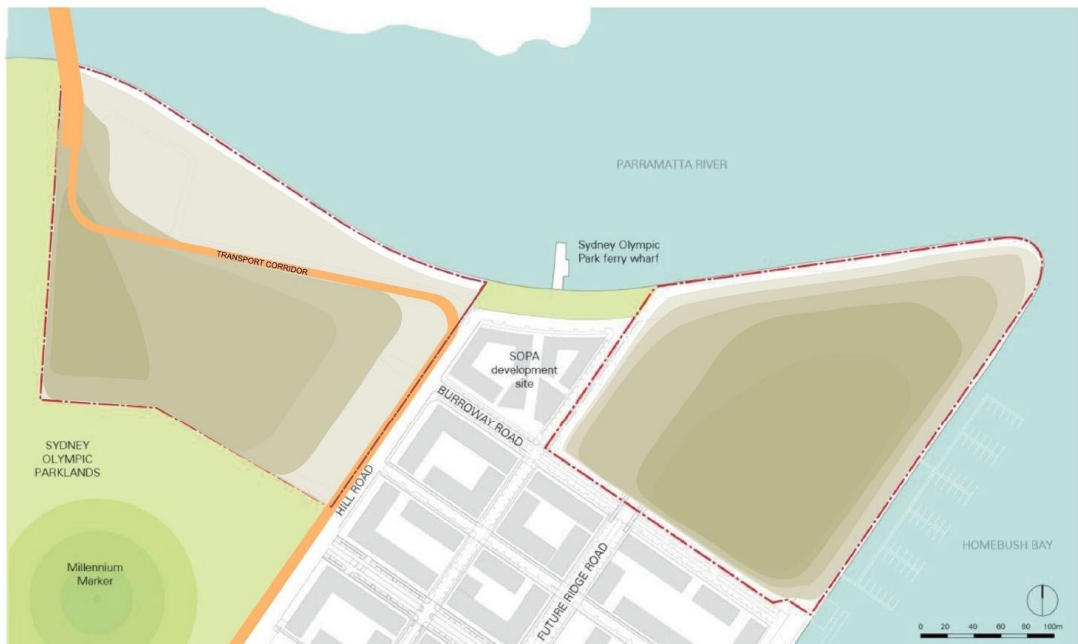 PARRAMATTA RIVER
Sydney Olympic
Park ferry wharf
TRANSPORT CORRIDOR
SOPA
development
site
BURROWAY ROAD
SYDNEY
OLYMPIC
PARKLANDS
HILL ROAD
HOMEBUSH BAY
Millennium
Marker
FUTURE RIDGE ROAD
0 20 40 60 80 100m